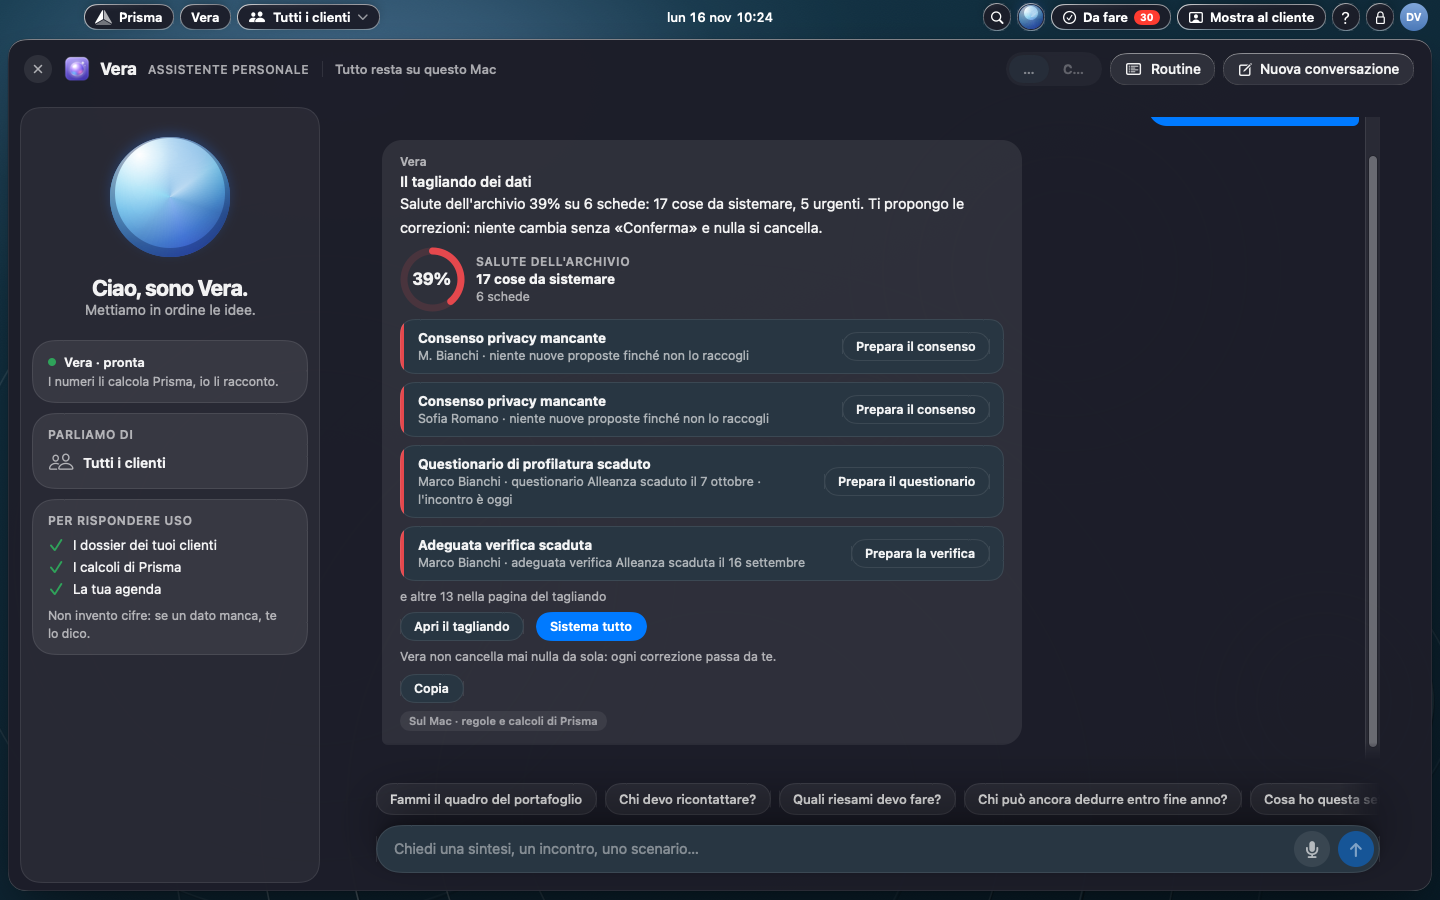 Prisma
Vera
Tutti i clienti
lun 16 nov 10:24
Da fare 30
Mostra al cliente
?
DV
Vera ASSISTENTE PERSONALE
Tutto resta su questo Mac
...
C...
Routine
Nuova conversazione
Ciao, sono Vera.
Mettiamo in ordine le idee.
Vera · pronta
I numeri li calcola Prisma, io li racconto.
PARLIAMO DI
Tutti i clienti
PER RISPONDERE USO
I dossier dei tuoi clienti
I calcoli di Prisma
La tua agenda
Non invento cifre: se un dato manca, te
lo dico.
Vera
Il tagliando dei dati
Salute dell'archivio 39% su 6 schede: 17 cose da sistemare, 5 urgenti. Ti propongo le
correzioni: niente cambia senza «Conferma» e nulla si cancella.
39%
SALUTE DELL'ARCHIVIO
17 cose da sistemare
6 schede
Consenso privacy mancante
M. Bianchi · niente nuove proposte finché non lo raccogli
Prepara il consenso
Consenso privacy mancante
Sofia Romano · niente nuove proposte finché non lo raccogli
Prepara il consenso
Questionario di profilatura scaduto
Marco Bianchi · questionario Alleanza scaduto il 7 ottobre ·
l'incontro è oggi
Prepara il questionario
Adeguata verifica scaduta
Marco Bianchi · adeguata verifica Alleanza scaduta il 16 settembre
Prepara la verifica
e altre 13 nella pagina del tagliando
Apri il tagliando
Sistema tutto
Vera non cancella mai nulla da sola: ogni correzione passa da te.
Copia
Sul Mac · regole e calcoli di Prisma
Fammi il quadro del portafoglio
Chi devo ricontattare?
Quali riesami devo fare?
Chi può ancora dedurre entro fine anno?
Cosa ho questa se
Chiedi una sintesi, un incontro, uno scenario...